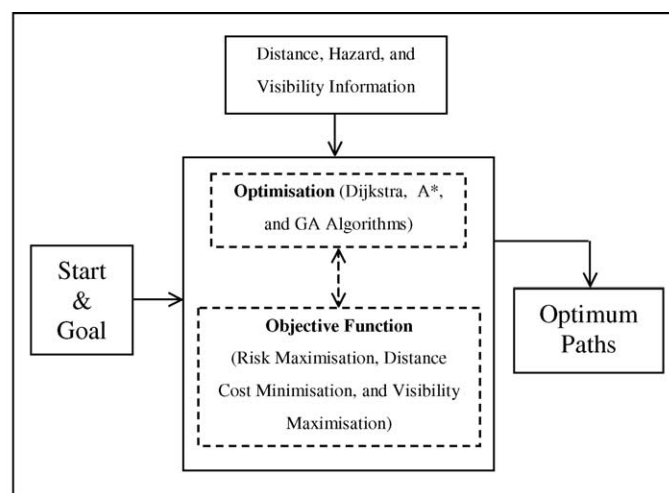 Distance, Hazard, and
Visibility Information
Optimisation (Dijkstra, A*,
and GA Algorithms)
Start
&
Goal
Objective Function
(Risk Maximisation, Distance
Cost Minimisation, and Visibility
Maximisation)
Optimum
Paths